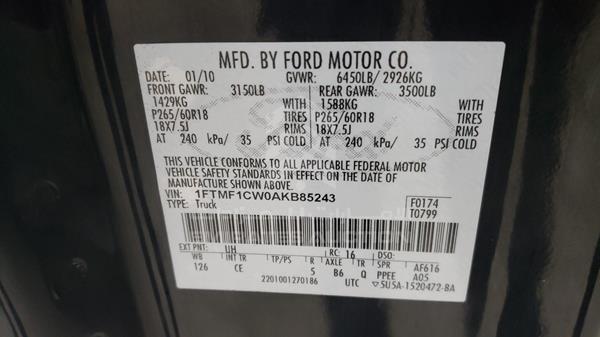 MFD. BY FORD MOTOR CO.
DATE: 01/10 GVWR: 6450LB/ 2926KG
FRONT GAWR: 3150LB REAR GAWR: 3500LB
1429KG WITH 1588KG WITH
P265/60R18 TIRES P265/60R18 TIRES
18X7.5J RIMS 18X7.5J RIMS
AT 240 kPa/ 35 PSI COLD AT 240 kPa/ 35 PSI COLD
THIS VEHICLE CONFORMS TO ALL APPLICABLE FEDERAL MOTOR
VEHICLE SAFETY STANDARDS IN EFFECT ON THE DATE OF MANUFACTURE
SHOWN ABOVE.
VIN: 1FTMF1CW0AKB85243 F0174
TYPE: Truck T0799
EXT PNT: UH RC: 16 DSO:
WB INT TR TP/PS R AXLE TR SPR AF616
126 CE 5 B6 Q PPEE A05
2201001270186 UTC 5U5A-1520472-BA